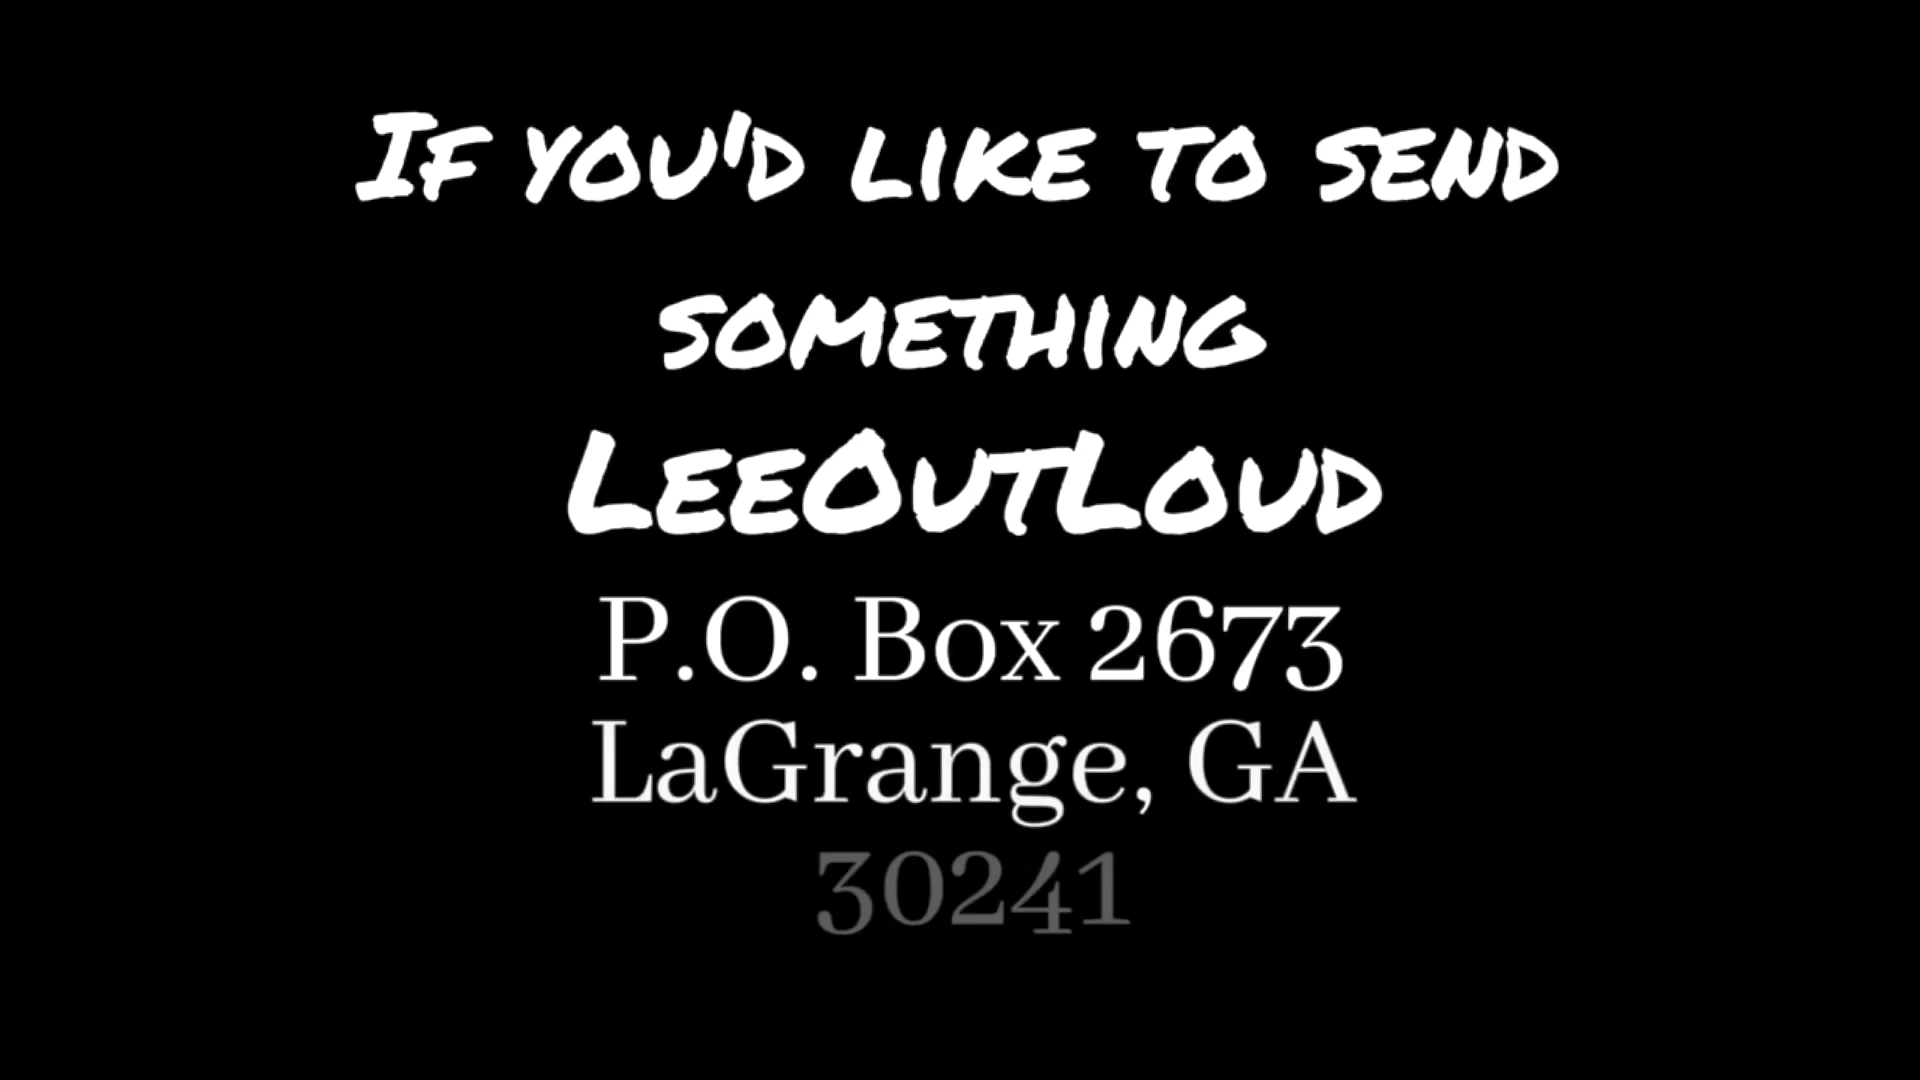 If you'd like to send
something
LeeOutLoud
P.O. Box 2673
LaGrange, GA
30241